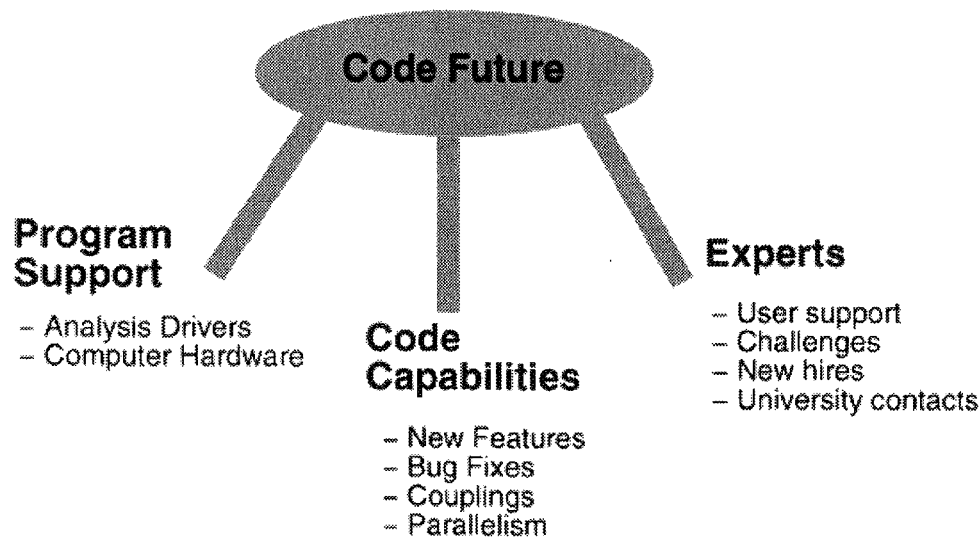 Code Future
Program
Support
– Analysis Drivers
– Computer Hardware
Code
Capabilities
– New Features
– Bug Fixes
– Couplings
– Parallelism
Experts
– User support
– Challenges
– New hires
– University contacts